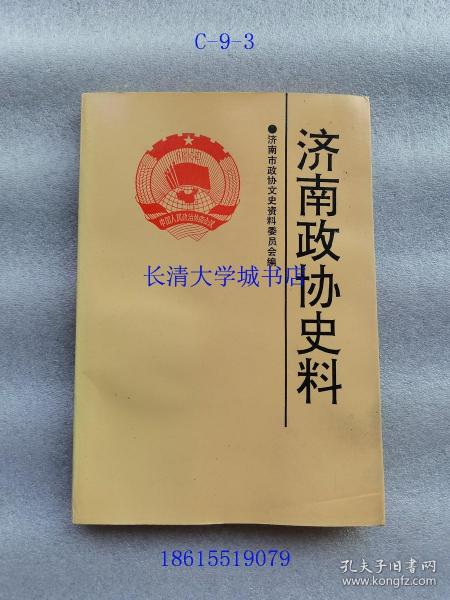 C-9-3
济南政协史料
●济南市政协文史资料委员会编
中国人民政治协商会议
长清大学城书店
18615519079
孔夫子旧书网
www.kongfz.com